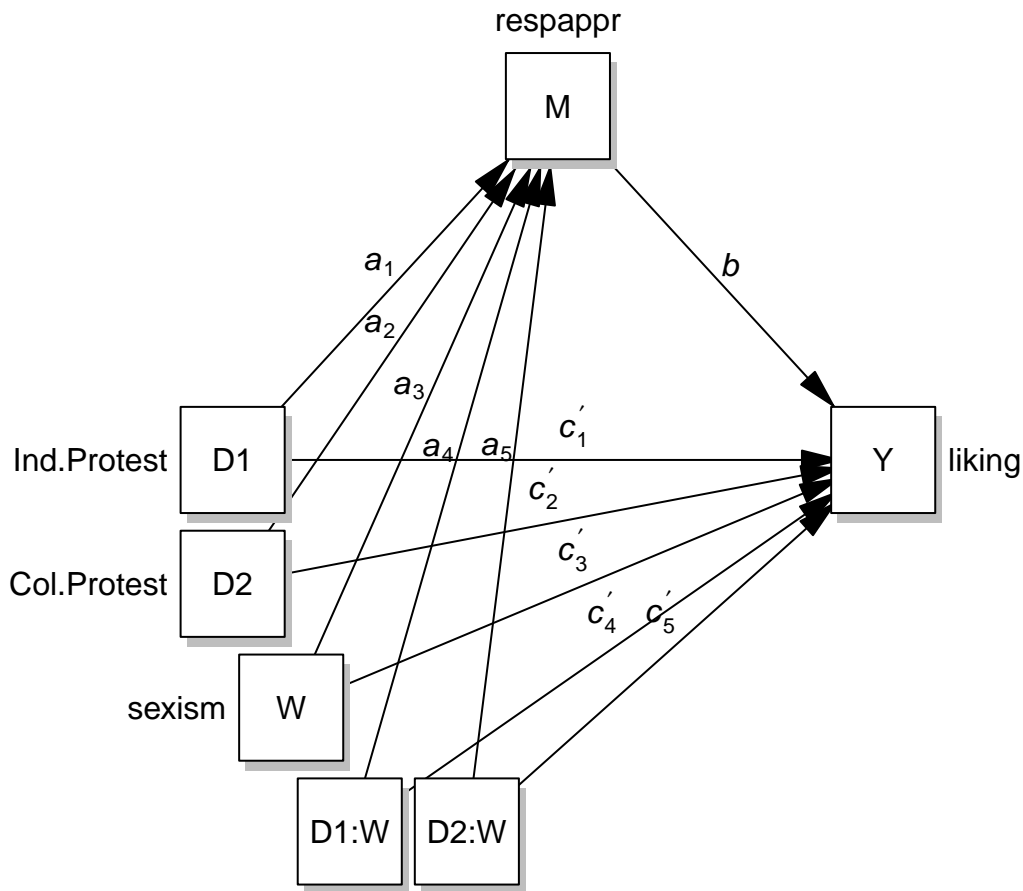 respappr
M
a1
b
a2
a3
c′1
a4
a5
Ind.Protest
D1
Y
liking
c′2
c′3
Col.Protest
D2
c′4
c′5
sexism
W
D1:W
D2:W